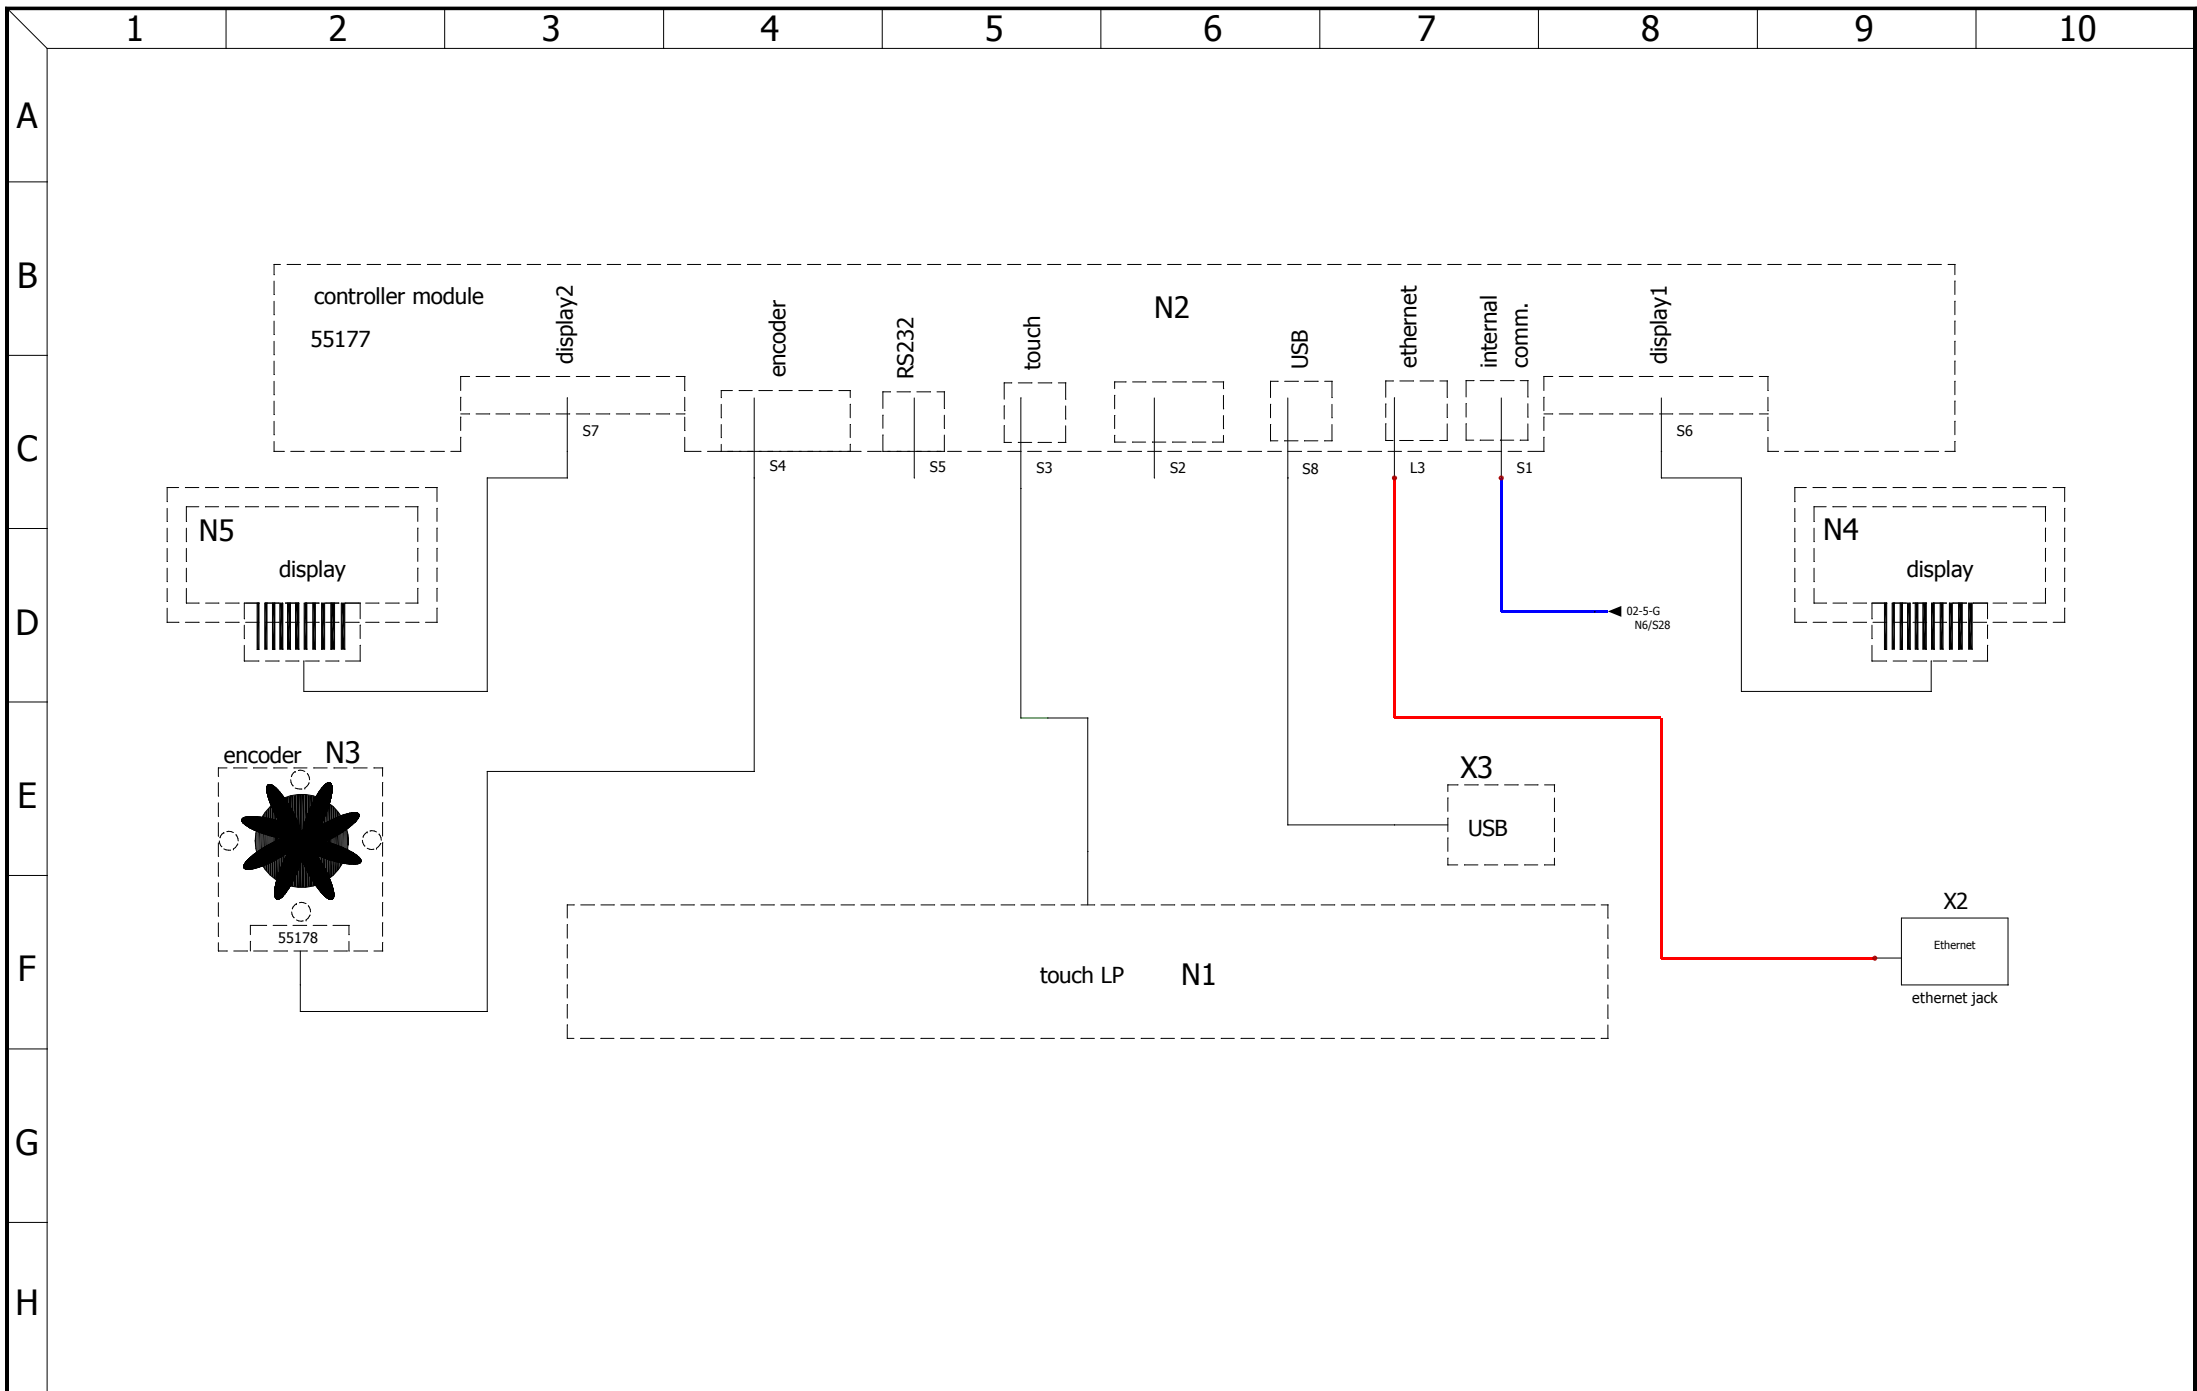 1 2 3 4 5 6 7 8 9 10
A
B
C
D
E
F
G
H
controller module
55177
display2
encoder
RS232
touch
N2
USB
ethernet
internal
comm.
display1
S7
S4
S5
S3
S2
S8
L3
S1
S6
N5
display
N4
display
02-5-G
N6/S28
encoder N3
55178
X3
USB
touch LP N1
X2
Ethernet
ethernet jack